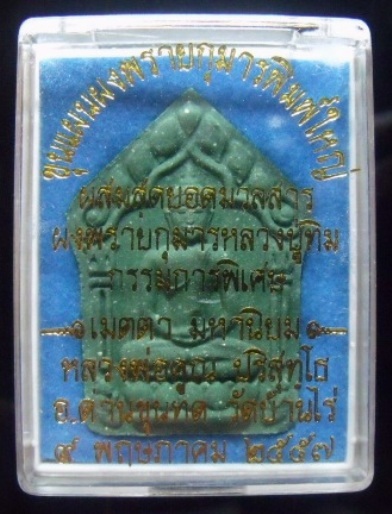 ขุนแผนผงพรายกุมารพิมพ์ใหญ่
ผสมสุดยอดมวลสาร
ผงพรายกุมารหลวงปู่ทิม
กรรมการพิเศษ
เมตตา มหานิยม
หลวงพ่อคูณ ปริสุทฺโธ
อ.ด่านขุนทด วัดบ้านไร่
๙ พฤษภาคม ๒๕๕๗